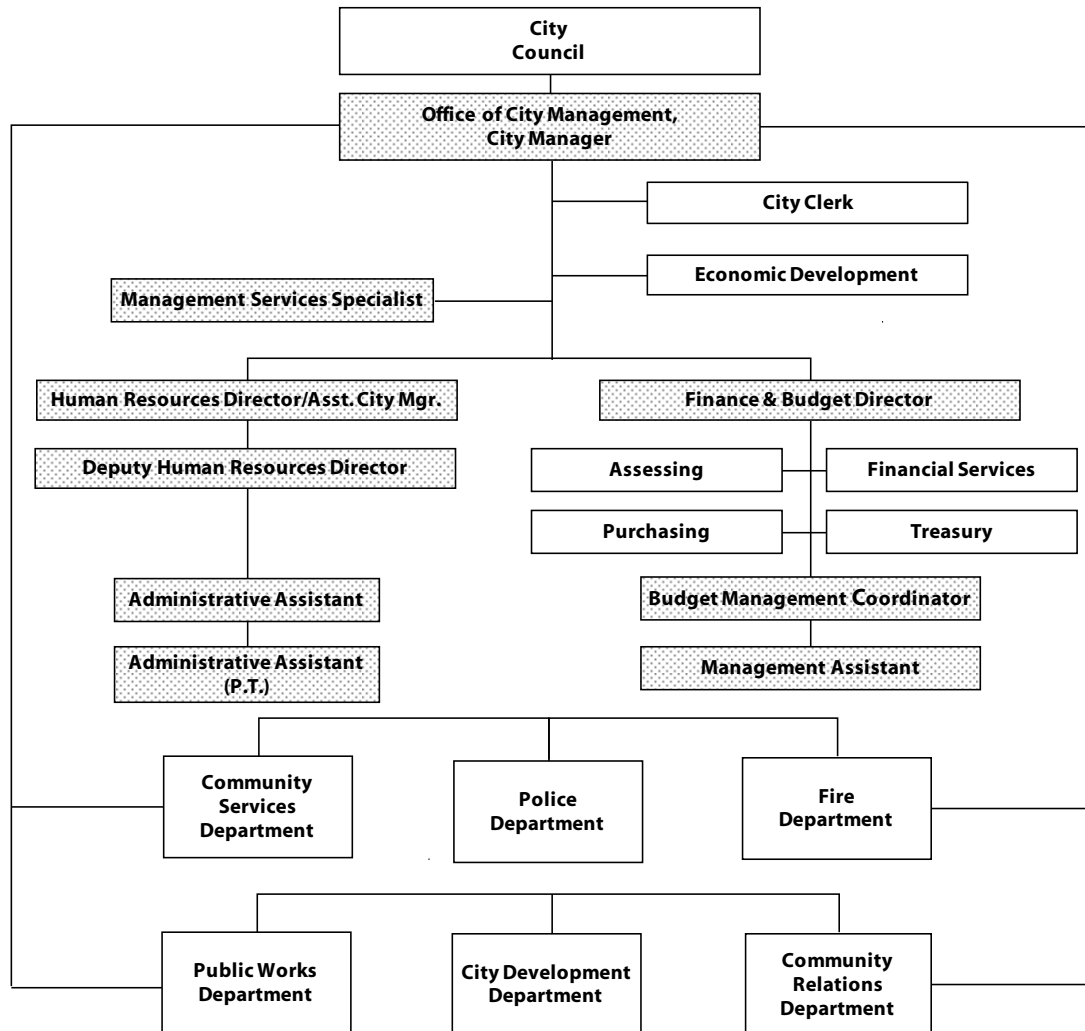 City
Council
Office of City Management,
City Manager
City Clerk
Economic Development
Management Services Specialist
Human Resources Director/Asst. City Mgr.
Finance & Budget Director
Deputy Human Resources Director
Assessing
Financial Services
Purchasing
Treasury
Administrative Assistant
Budget Management Coordinator
Administrative Assistant
(P.T.)
Management Assistant
Community
Services
Department
Police
Department
Fire
Department
Public Works
Department
City Development
Department
Community
Relations
Department